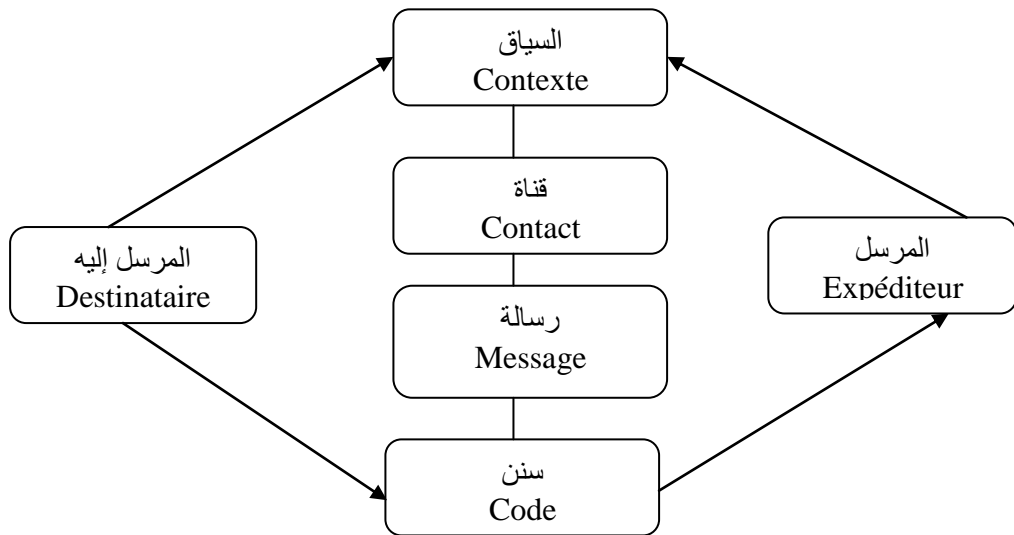 السياق
Contexte
قناة
Contact
المرسل إليه
Destinataire
المرسل
Expéditeur
رسالة
Message
سنن
Code